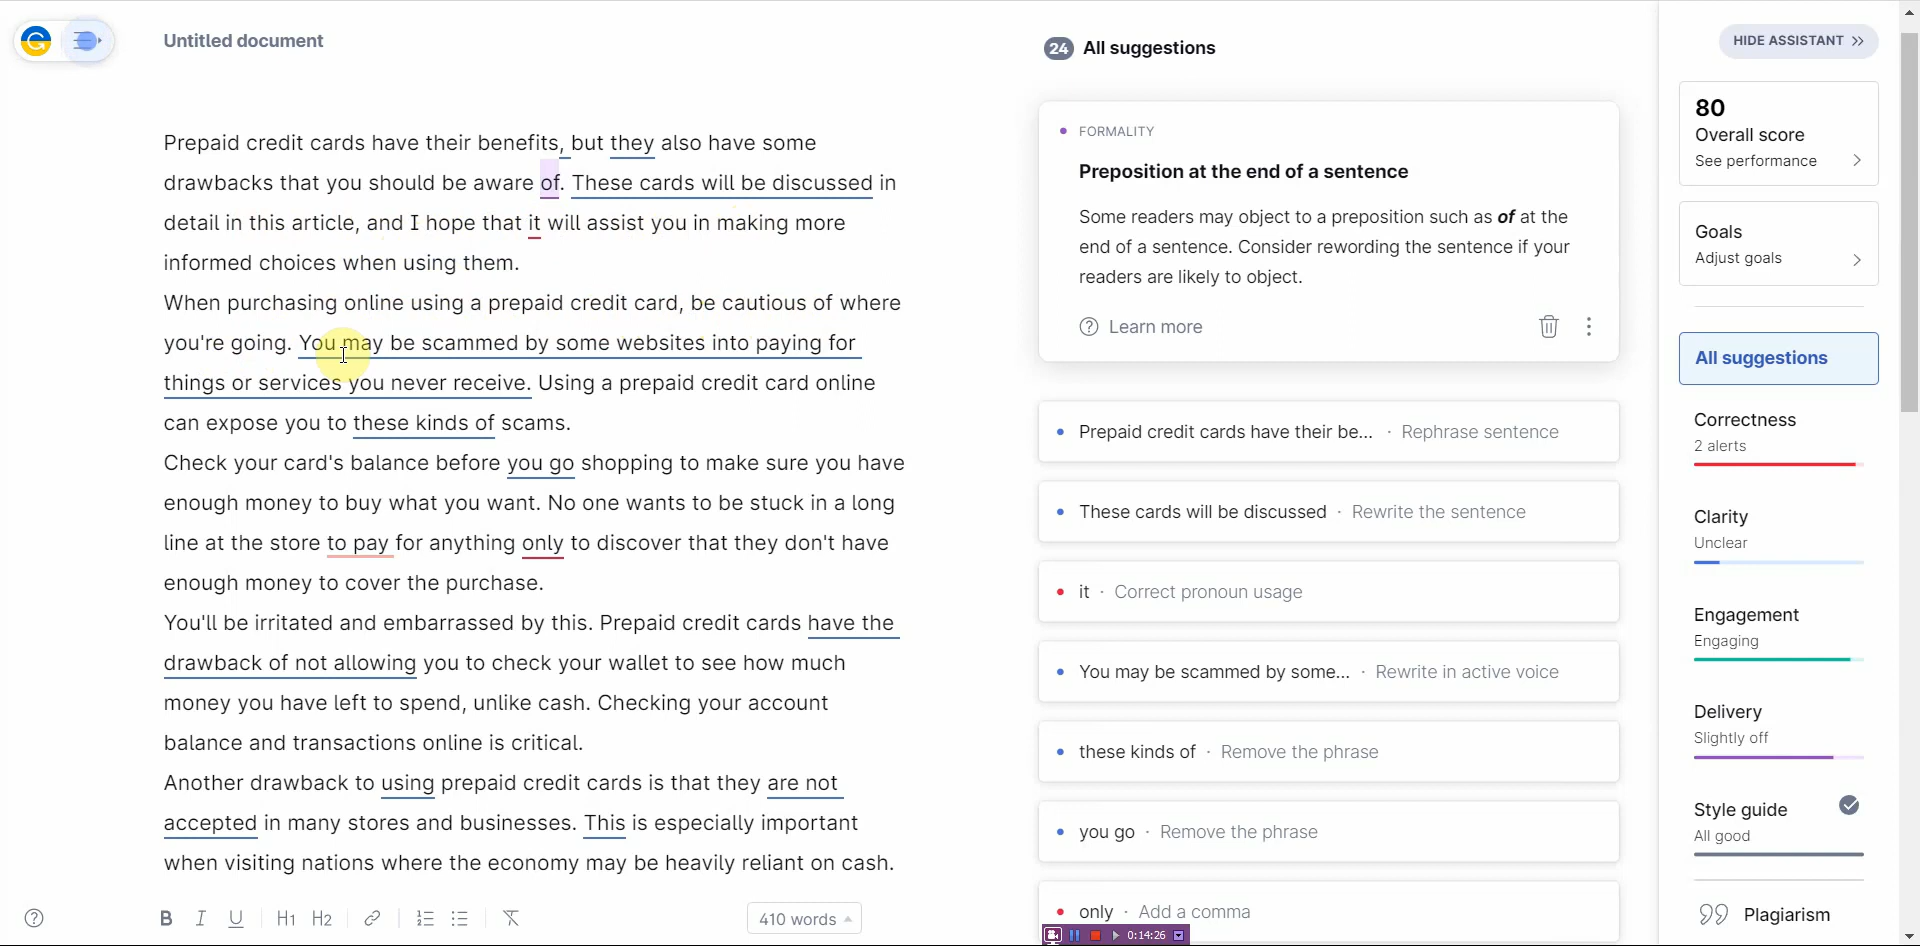 Untitled document
24 All suggestions
HIDE ASSISTANT
Prepaid credit cards have their benefits, but they also have some
drawbacks that you should be aware of. These cards will be discussed in
detail in this article, and I hope that it will assist you in making more
informed choices when using them.
When purchasing online using a prepaid credit card, be cautious of where
you're going. You may be scammed by some websites into paying for
things or services you never receive. Using a prepaid credit card online
can expose you to these kinds of scams.
Check your card's balance before you go shopping to make sure you have
enough money to buy what you want. No one wants to be stuck in a long
line at the store to pay for anything only to discover that they don't have
enough money to cover the purchase.
You'll be irritated and embarrassed by this. Prepaid credit cards have the
drawback of not allowing you to check your wallet to see how much
money you have left to spend, unlike cash. Checking your account
balance and transactions online is critical.
Another drawback to using prepaid credit cards is that they are not
accepted in many stores and businesses. This is especially important
when visiting nations where the economy may be heavily reliant on cash.
B I U H1 H2
410 words
FORMALITY
Preposition at the end of a sentence
Some readers may object to a preposition such as of at the
end of a sentence. Consider rewording the sentence if your
readers are likely to object.
Learn more
Prepaid credit cards have their be... · Rephrase sentence
These cards will be discussed · Rewrite the sentence
it · Correct pronoun usage
You may be scammed by some... · Rewrite in active voice
these kinds of · Remove the phrase
you go · Remove the phrase
only · Add a comma
0:14:26
80
Overall score
See performance
Goals
Adjust goals
All suggestions
Correctness
2 alerts
Clarity
Unclear
Engagement
Engaging
Delivery
Slightly off
Style guide
All good
Plagiarism